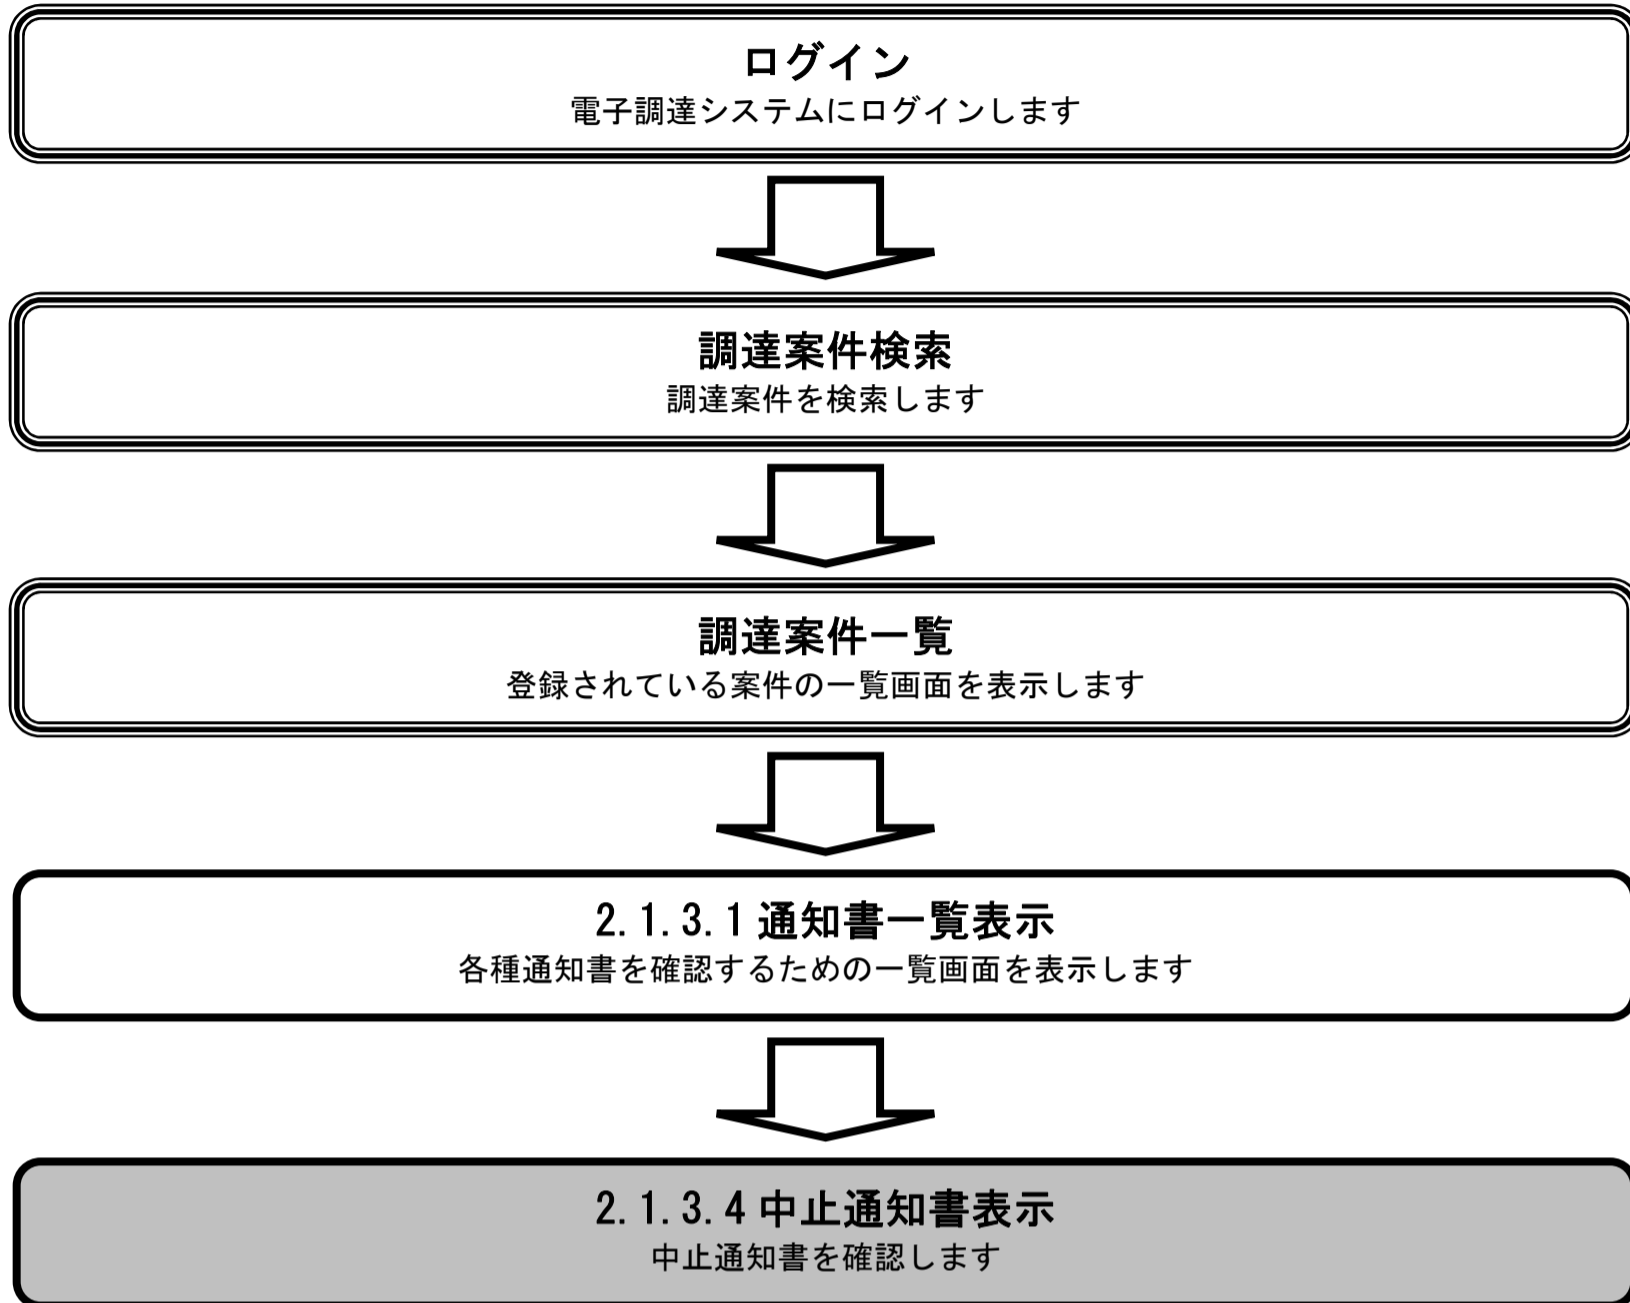 ログイン
電子調達システムにログインします
調達案件検索
調達案件を検索します
調達案件一覧
登録されている案件の一覧画面を表示します
2.1.3.1 通知書一覧表示
各種通知書を確認するための一覧画面を表示します
2.1.3.4 中止通知書表示
中止通知書を確認します